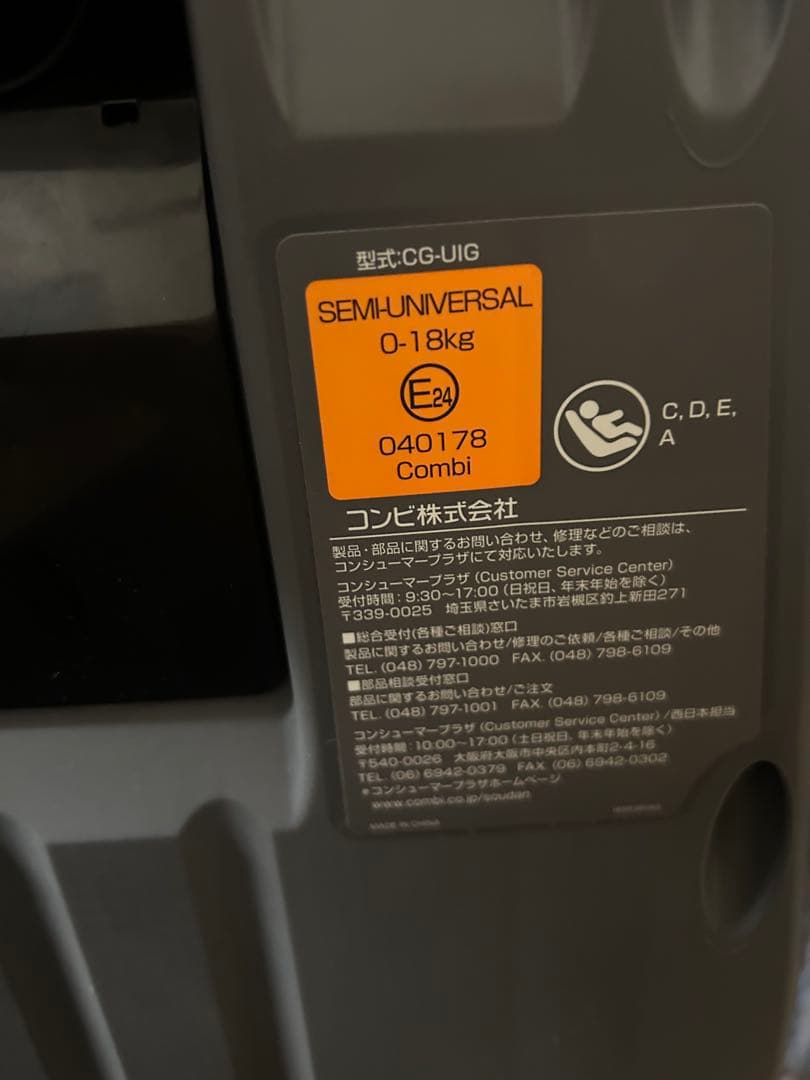 型式:CG-UIG
SEMI-UNIVERSAL
0-18kg
E24
040178
Combi
C, D, E,
A
コンビ株式会社
製品・部品に関するお問い合わせ、修理などのご相談は、
コンシューマープラザにて対応いたします。
コンシューマープラザ (Customer Service Center)
受付時間：9:30〜17:00 (日祝日、年末年始を除く)
〒339-0025 埼玉県さいたま市岩槻区釣上新田271
■総合受付(各種ご相談)窓口
製品に関するお問い合わせ/修理のご依頼/各種ご相談/その他
TEL. (048) 797-1000 FAX. (048) 798-6109
■部品相談受付窓口
部品に関するお問い合わせ/ご注文
TEL. (048) 797-1001 FAX. (048) 798-6109
コンシューマープラザ (Customer Service Center) /西日本担当
受付時間：10:00〜17:00 (土日祝日、年末年始を除く)
〒540-0026 大阪府大阪市中央区内本町2-4-16
TEL. (06) 6942-0379 FAX. (06) 6942-0302
*コンシューマープラザホームページ
www.combi.co.jp/soudan
MADE IN CHINA